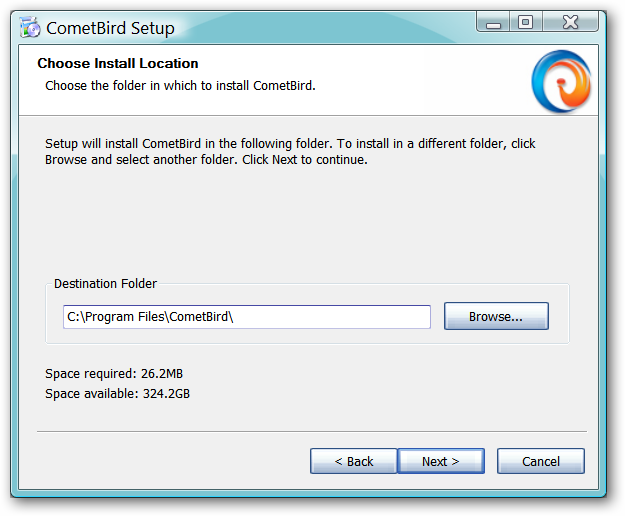 CometBird Setup
Choose Install Location
Choose the folder in which to install CometBird.
Setup will install CometBird in the following folder. To install in a different folder, click
Browse and select another folder. Click Next to continue.
Destination Folder
C:\Program Files\CometBird\
Browse...
Space required: 26.2MB
Space available: 324.2GB
< Back
Next >
Cancel